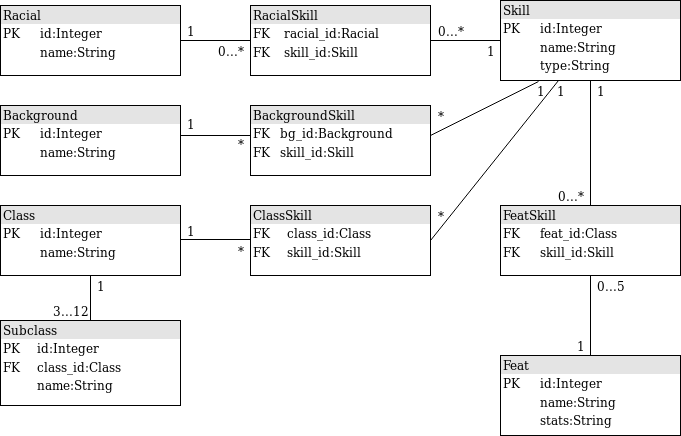 Racial
PK id:Integer
name:String
1
0...*
RacialSkill
FK racial_id:Racial
FK skill_id:Skill
0...*
1
Skill
PK id:Integer
name:String
type:String
1 1 1
Background
PK id:Integer
name:String
1
*
BackgroundSkill
FK bg_id:Background
FK skill_id:Skill
*
Class
PK id:Integer
name:String
1
*
ClassSkill
FK class_id:Class
FK skill_id:Skill
*
0...*
FeatSkill
FK feat_id:Class
FK skill_id:Skill
1
3...12
Subclass
PK id:Integer
FK class_id:Class
name:String
0...5
1
Feat
PK id:Integer
name:String
stats:String